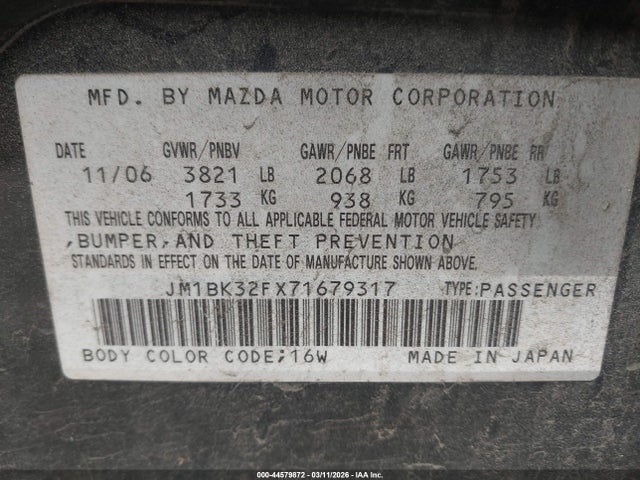 MFD. BY MAZDA MOTOR CORPORATION
DATE GVWR/PNBV GAWR/PNBE FRT GAWR/PNBE RR
11/06 3821 LB 2068 LB 1753 LB
1733 KG 938 KG 795 KG
THIS VEHICLE CONFORMS TO ALL APPLICABLE FEDERAL MOTOR VEHICLE SAFETY
,BUMPER,AND THEFT PREVENTION
STANDARDS IN EFFECT ON THE DATE OF MANUFACTURE SHOWN ABOVE.
JM1BK32FX71679317 TYPE:PASSENGER
BODY COLOR CODE;16W MADE IN JAPAN
000-44579872 | 03/11/2026 | IAA Inc.